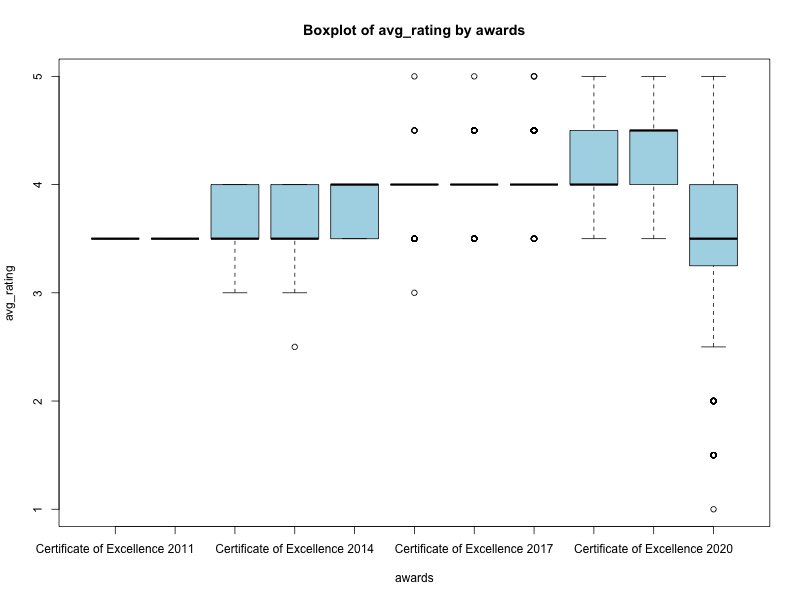 Boxplot of avg_rating by awards
5
4
3
2
1
avg_rating
Certificate of Excellence 2011 Certificate of Excellence 2014 Certificate of Excellence 2017 Certificate of Excellence 2020
awards